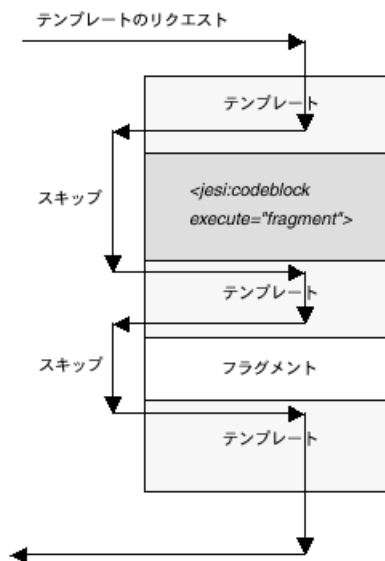 テンプレートのリクエスト
テンプレート
スキップ
<jesi:codeblock
execute="fragment">
テンプレート
スキップ
フラグメント
テンプレート